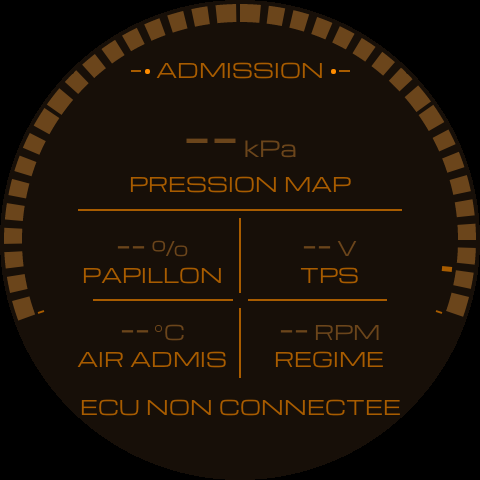 ADMISSION
-- kPa
PRESSION MAP
-- % -- V
PAPILLON TPS
-- °C -- RPM
AIR ADMIS REGIME
ECU NON CONNECTEE